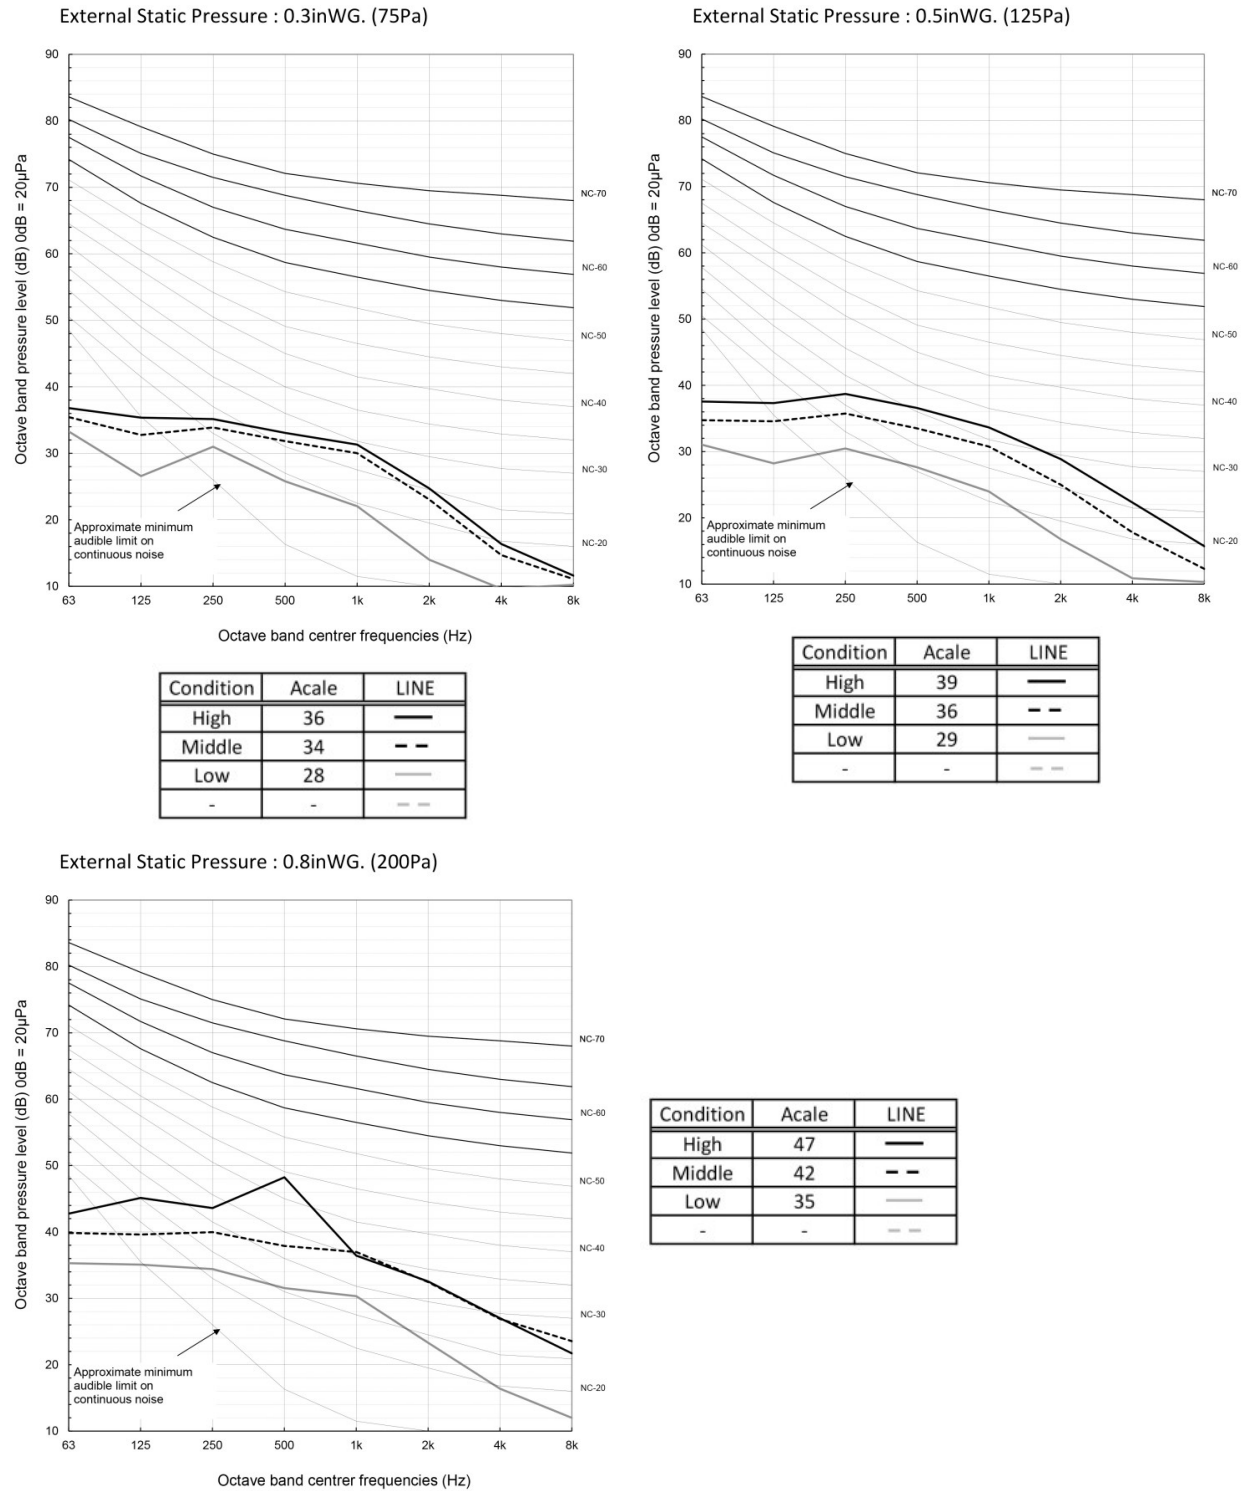 External Static Pressure : 0.3inWG. (75Pa)
90
80
70
60
50
40
30
20
10
Octave band pressure level (dB) 0dB = 20μPa
NC-70
NC-60
NC-50
NC-40
NC-30
NC-20
Approximate minimum
audible limit on
continuous noise
63 125 250 500 1k 2k 4k 8k
Octave band centrer frequencies (Hz)
Condition Acale LINE
High 36
Middle 34
Low 28
- -
External Static Pressure : 0.5inWG. (125Pa)
90
80
70
60
50
40
30
20
10
Octave band pressure level (dB) 0dB = 20μPa
NC-70
NC-60
NC-50
NC-40
NC-30
NC-20
Approximate minimum
audible limit on
continuous noise
63 125 250 500 1k 2k 4k 8k
Condition Acale LINE
High 39
Middle 36
Low 29
- -
External Static Pressure : 0.8inWG. (200Pa)
90
80
70
60
50
40
30
20
10
Octave band pressure level (dB) 0dB = 20μPa
NC-70
NC-60
NC-50
NC-40
NC-30
NC-20
Approximate minimum
audible limit on
continuous noise
63 125 250 500 1k 2k 4k 8k
Octave band centrer frequencies (Hz)
Condition Acale LINE
High 47
Middle 42
Low 35
- -